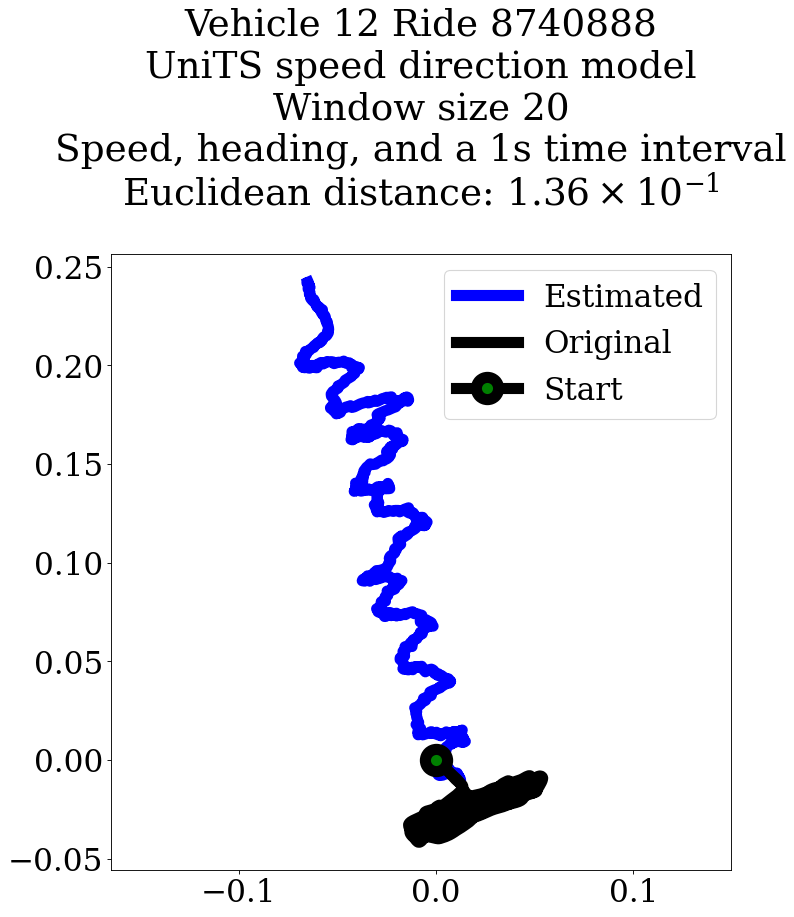 Vehicle 12 Ride 8740888
UniTS speed direction model
Window size 20
Speed, heading, and a 1s time interval
Euclidean distance: 1.36 × 10⁻¹
0.25
0.20
0.15
0.10
0.05
0.00
−0.05
−0.1
0.0
0.1
Estimated
Original
Start